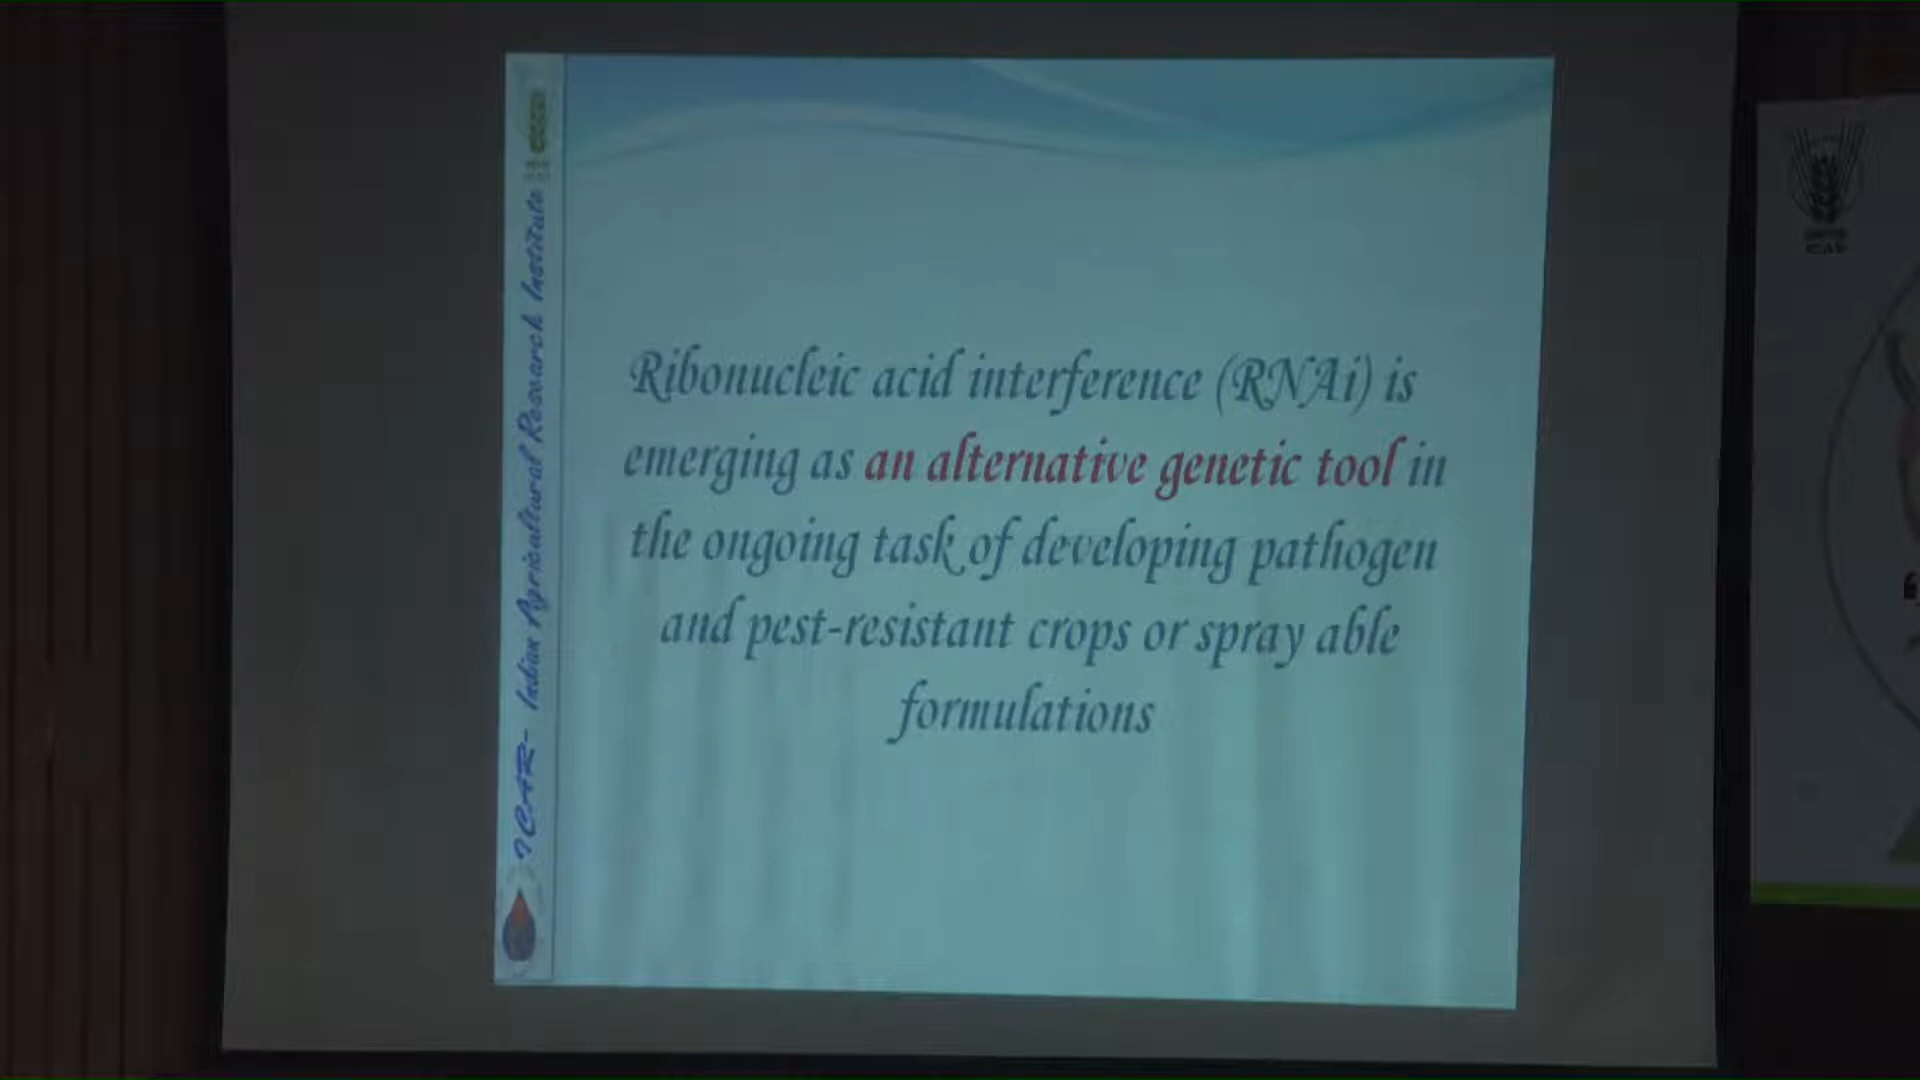 Ribonucleic acid interference (RNAi) is
emerging as an alternative genetic tool in
the ongoing task of developing pathogen
and pest-resistant crops or spray able
formulations
ICAR- Indian Agricultural Research Institute
ICAR